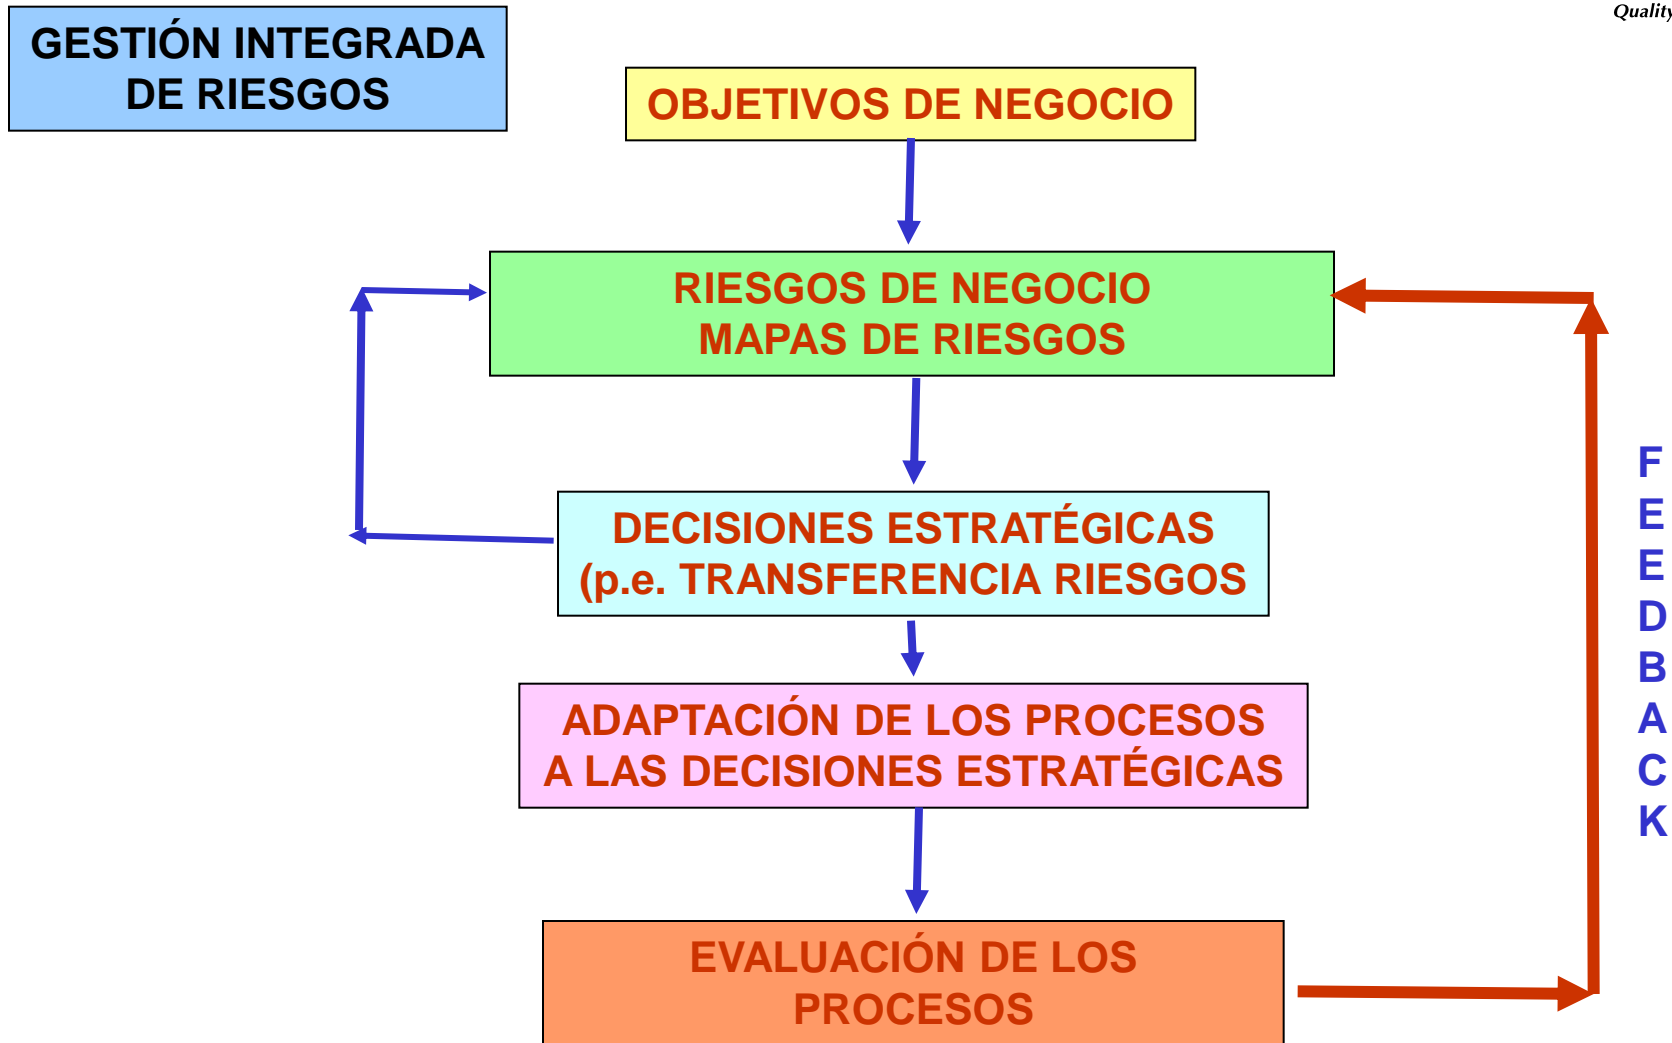 Quality
GESTIÓN INTEGRADA
DE RIESGOS
OBJETIVOS DE NEGOCIO
RIESGOS DE NEGOCIO
MAPAS DE RIESGOS
DECISIONES ESTRATÉGICAS
(p.e. TRANSFERENCIA RIESGOS
ADAPTACIÓN DE LOS PROCESOS
A LAS DECISIONES ESTRATÉGICAS
EVALUACIÓN DE LOS
PROCESOS
F
E
E
D
B
A
C
K